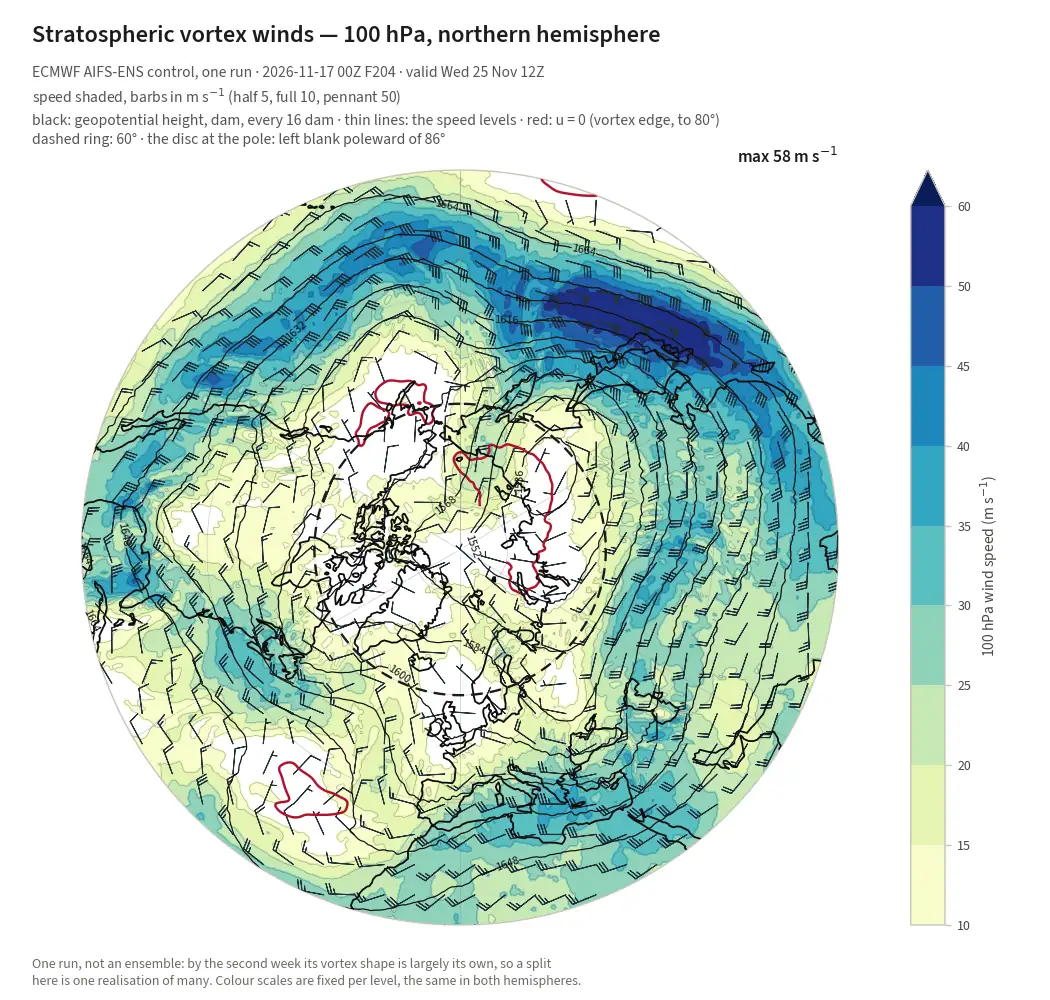 Stratospheric vortex winds — 100 hPa, northern hemisphere
ECMWF AIFS-ENS control, one run · 2026-11-17 00Z F204 · valid Wed 25 Nov 12Z
speed shaded, barbs in m s⁻¹ (half 5, full 10, pennant 50)
black: geopotential height, dam, every 16 dam · thin lines: the speed levels · red: u = 0 (vortex edge, to 80°)
dashed ring: 60° · the disc at the pole: left blank poleward of 86°
max 58 m s⁻¹
60
50
45
40
35
30
25
20
15
10
100 hPa wind speed (m s⁻¹)
1664
1664
1616
1632
1568
1552
1584
1600
1648
One run, not an ensemble: by the second week its vortex shape is largely its own, so a split
here is one realisation of many. Colour scales are fixed per level, the same in both hemispheres.